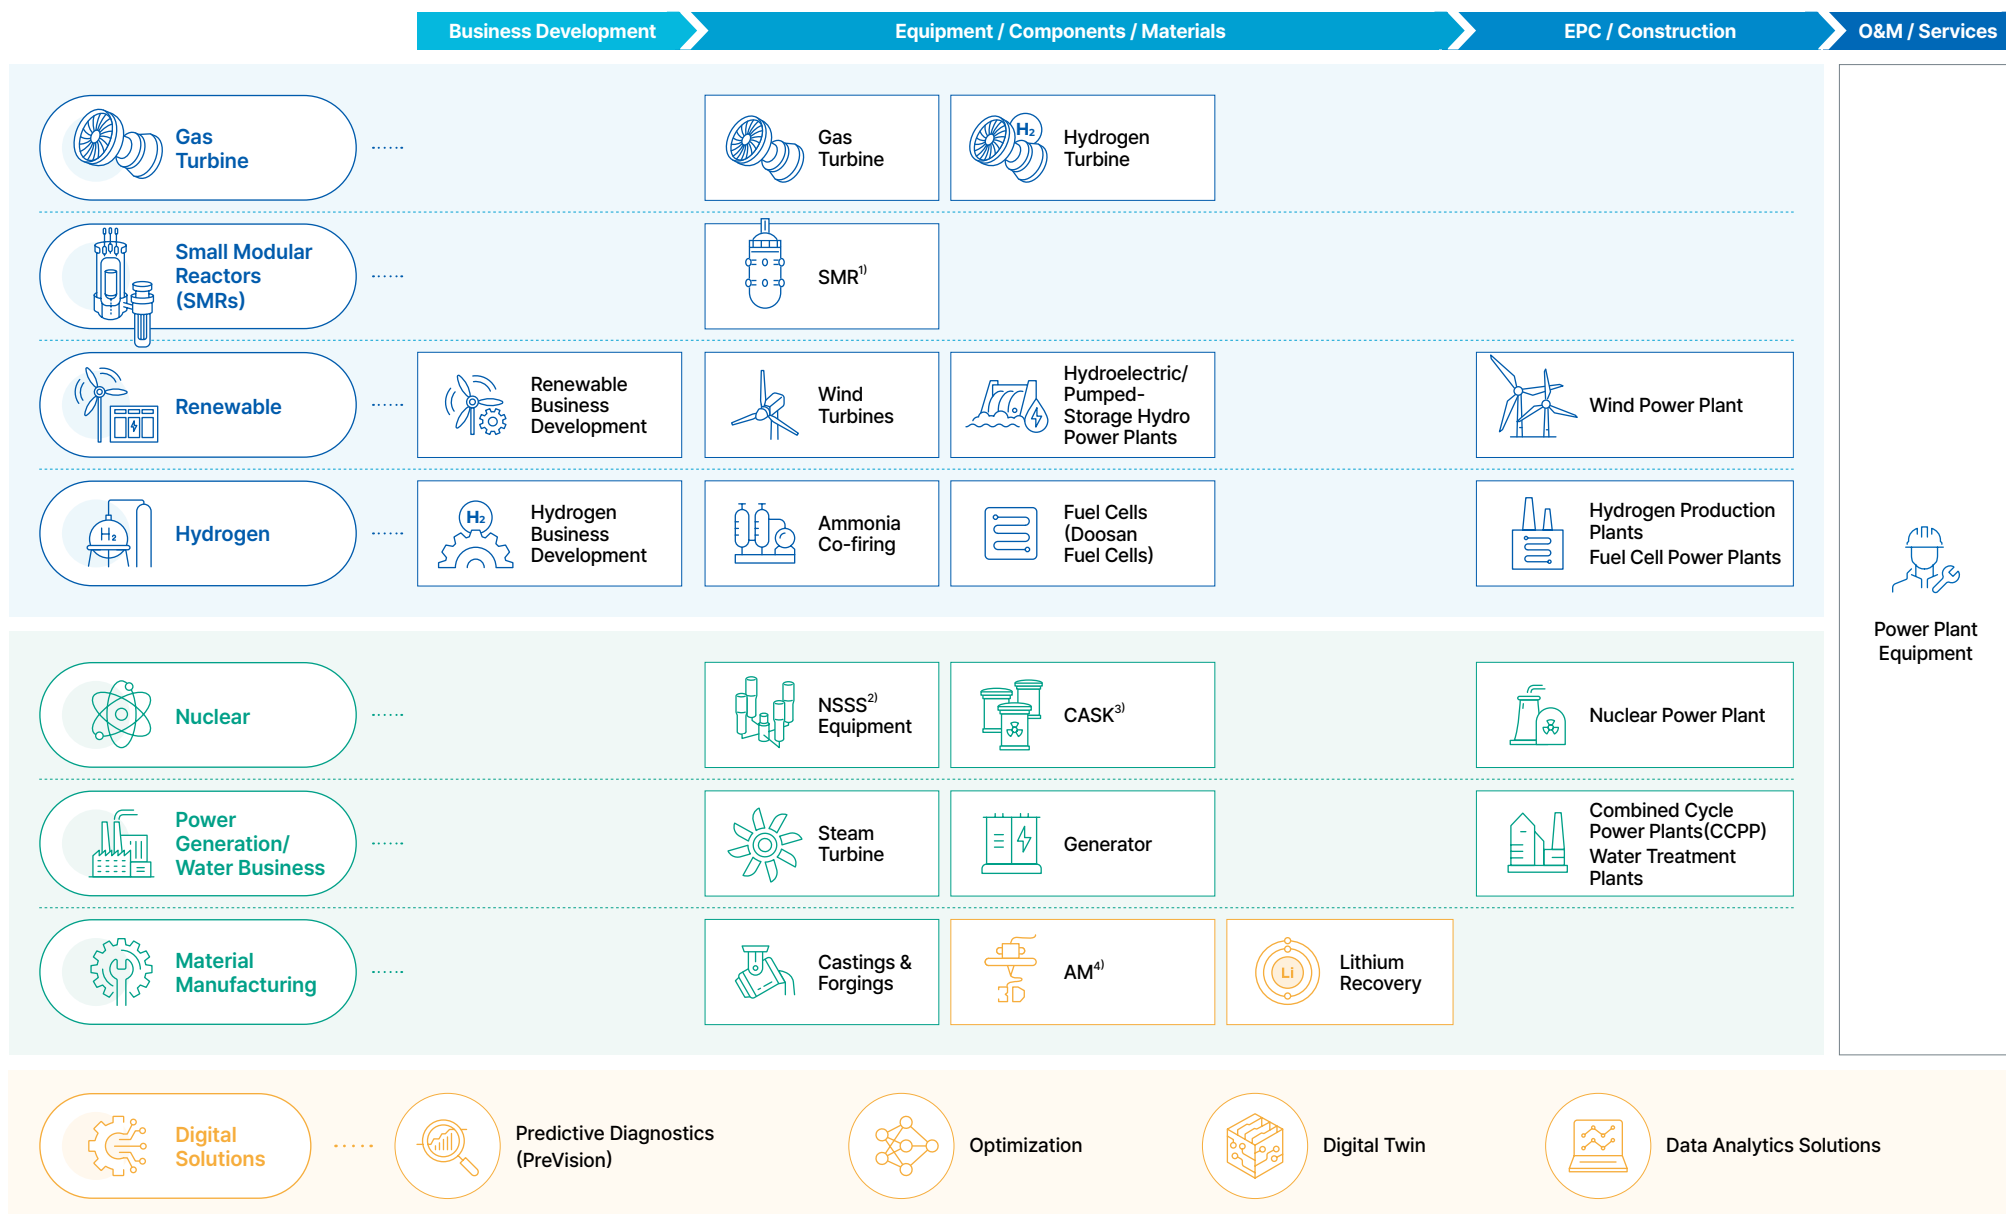 Business Development
Equipment / Components / Materials
EPC / Construction
O&M / Services
Gas
Turbine
Gas
Turbine
H₂
Hydrogen
Turbine
Small Modular
Reactors
(SMRs)
SMR¹⁾
Renewable
Renewable
Business
Development
Wind
Turbines
Hydroelectric/
Pumped-
Storage Hydro
Power Plants
Wind Power Plant
H₂
Hydrogen
H₂
Hydrogen
Business
Development
Ammonia
Co-firing
Fuel Cells
(Doosan
Fuel Cells)
Hydrogen Production
Plants
Fuel Cell Power Plants
Power Plant
Equipment
Nuclear
NSSS²⁾
Equipment
CASK³⁾
Nuclear Power Plant
Power
Generation/
Water Business
Steam
Turbine
Generator
Combined Cycle
Power Plants(CCPP)
Water Treatment
Plants
Material
Manufacturing
Castings &
Forgings
3D
AM⁴⁾
Li
Lithium
Recovery
Digital
Solutions
Predictive Diagnostics
(PreVision)
Optimization
Digital Twin
Data Analytics Solutions